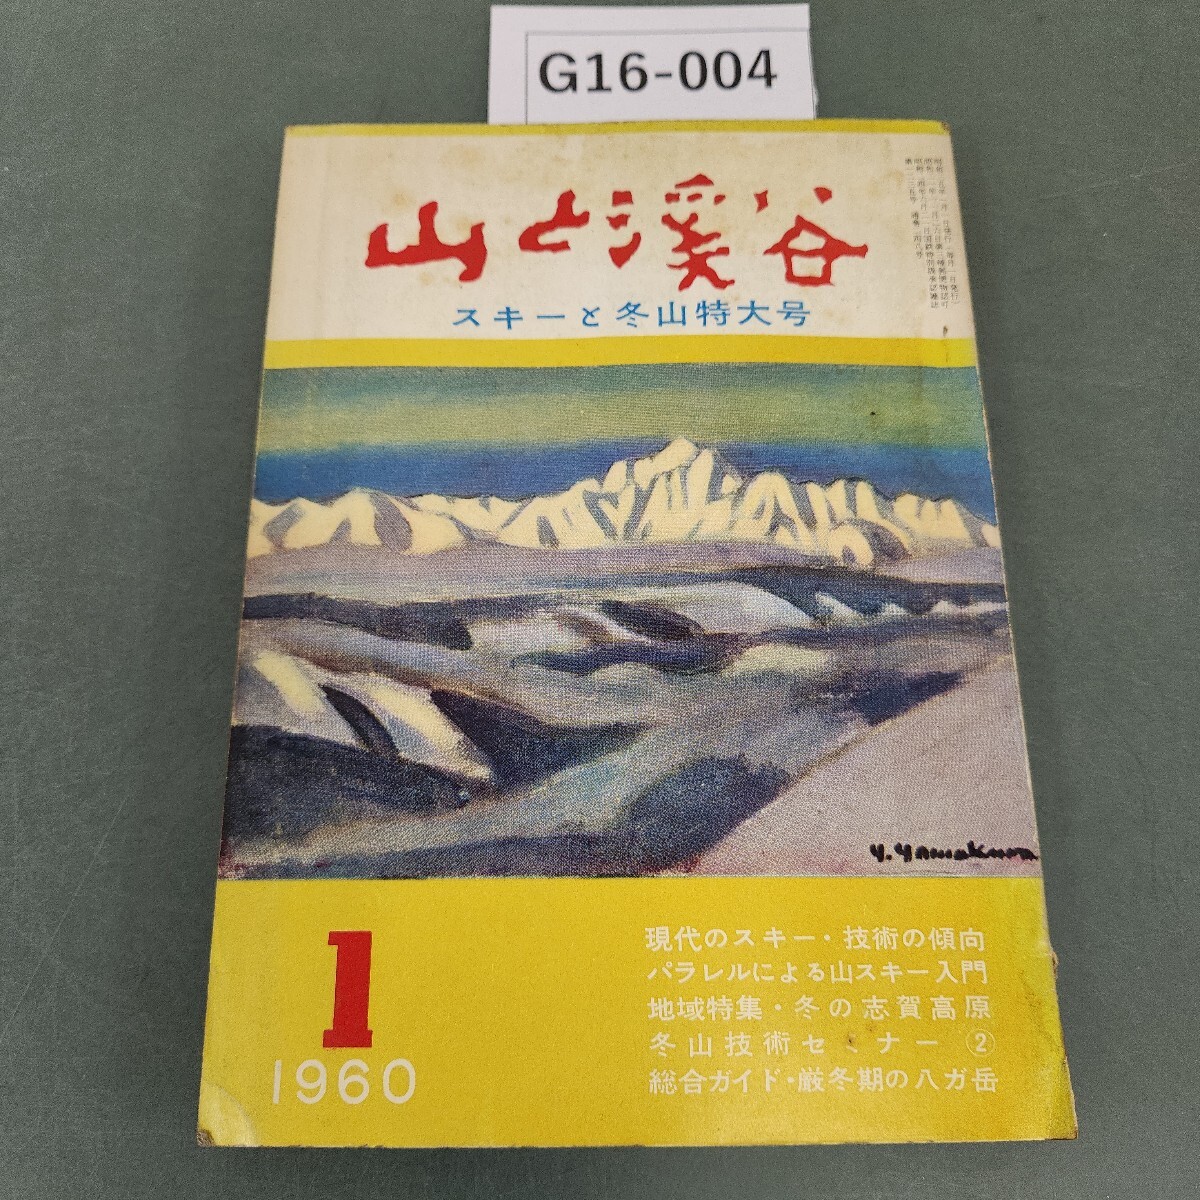 G16-004
山と渓谷
スキーと冬山特大号
Y. Yamakura
1
1960
現代のスキー・技術の傾向
パラレルによる山スキー入門
地域特集・冬の志賀高原
冬山技術セミナー ②
総合ガイド・厳冬期の八ガ岳